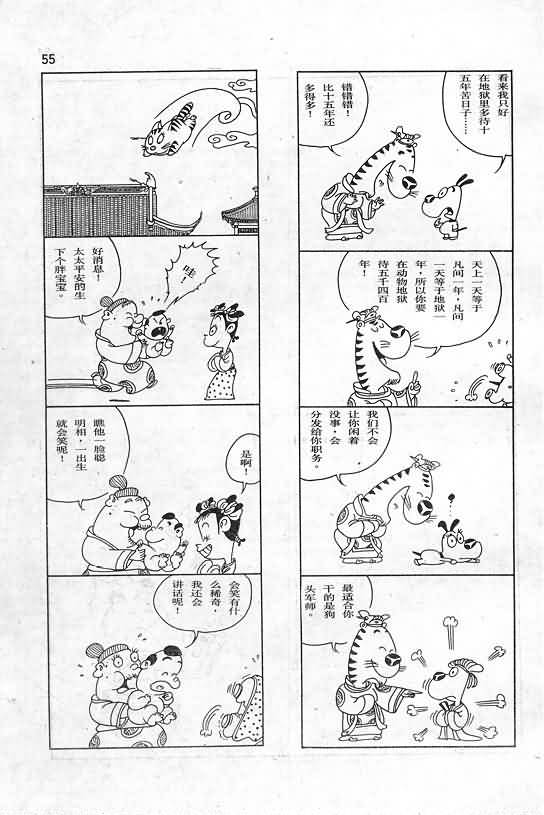 55
看来我只好
在地狱里多待十
五年苦日子……
错错错！
比十五年还
多得多！
天上一天等于
凡间一年，凡间
一天等于地狱一
年，所以你要
在动物地狱
待五千四百
年！
我们不会
让你闲着
没事，会
分发给你职务。
最适合你
干的是狗
头军师。
哇！
好消息！
太太平安的生
下个胖宝宝。
是啊！
瞧他一脸聪
明相，一出生
就会笑呢！
会笑有什
么稀奇，
我还会
讲话呢！